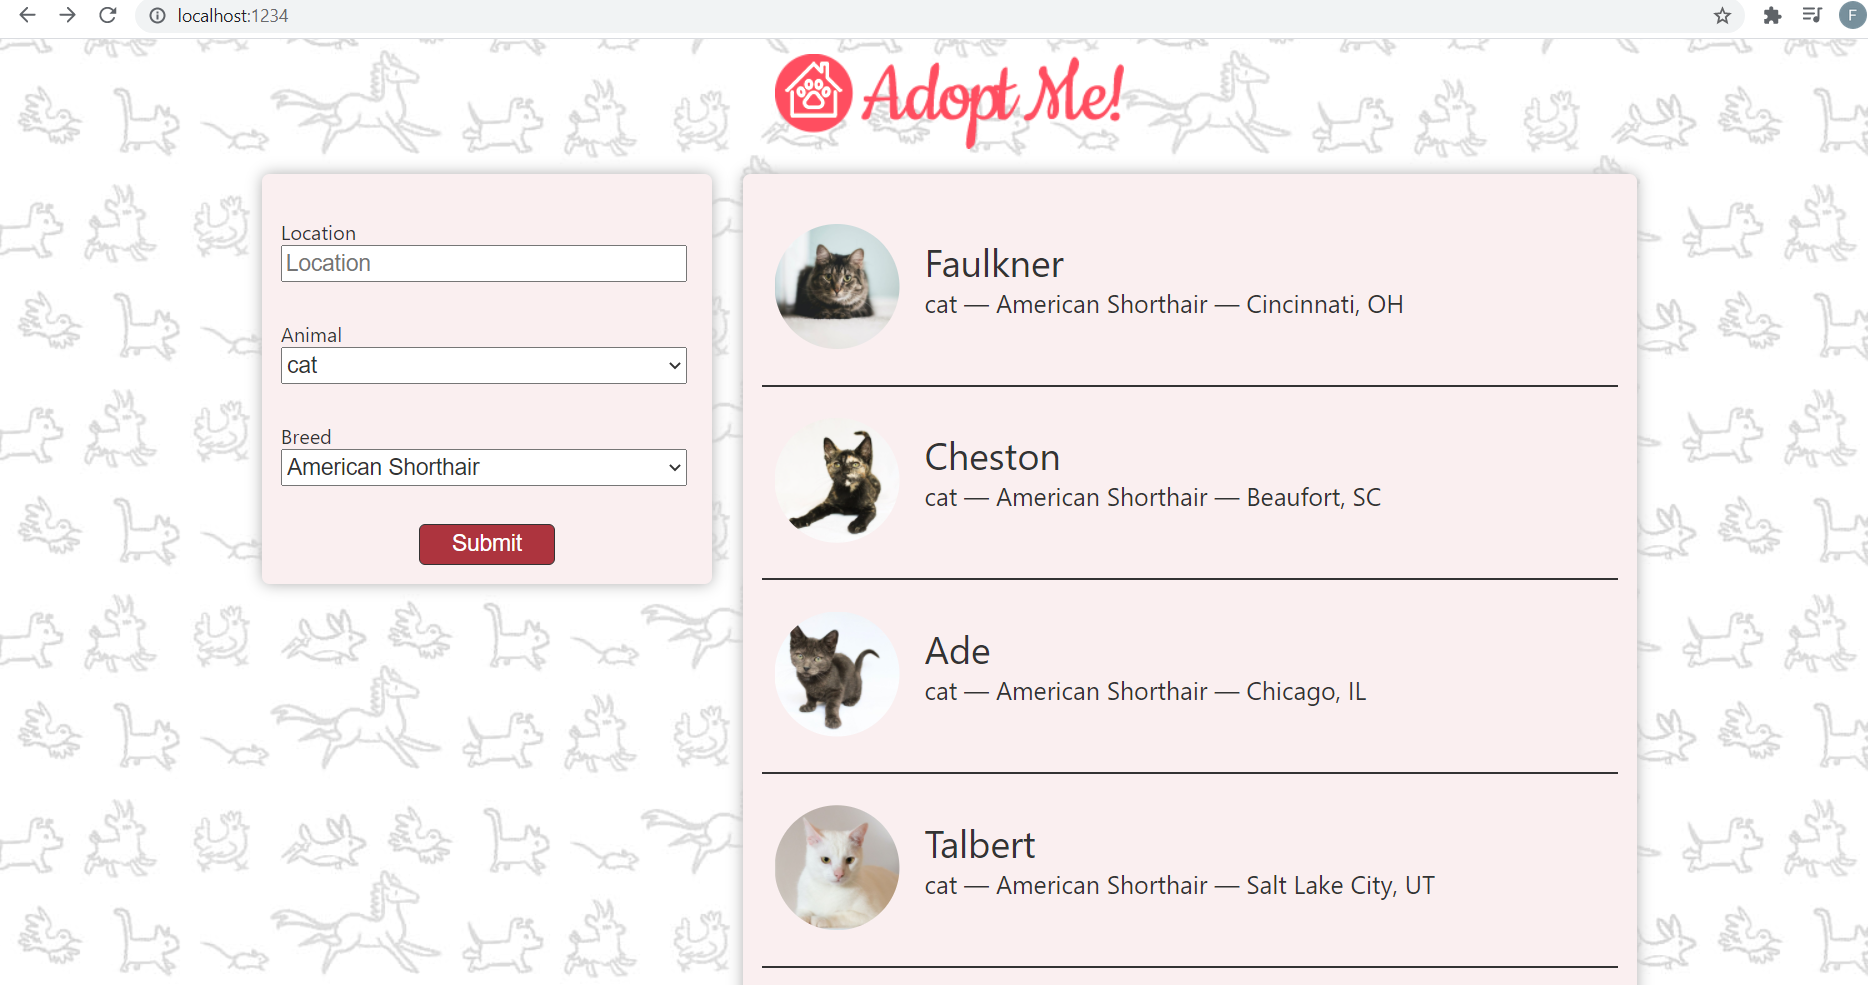 localhost:1234
F
Adopt Me!
Location
Location
Animal
cat
Breed
American Shorthair
Submit
Faulkner
cat — American Shorthair — Cincinnati, OH
Cheston
cat — American Shorthair — Beaufort, SC
Ade
cat — American Shorthair — Chicago, IL
Talbert
cat — American Shorthair — Salt Lake City, UT